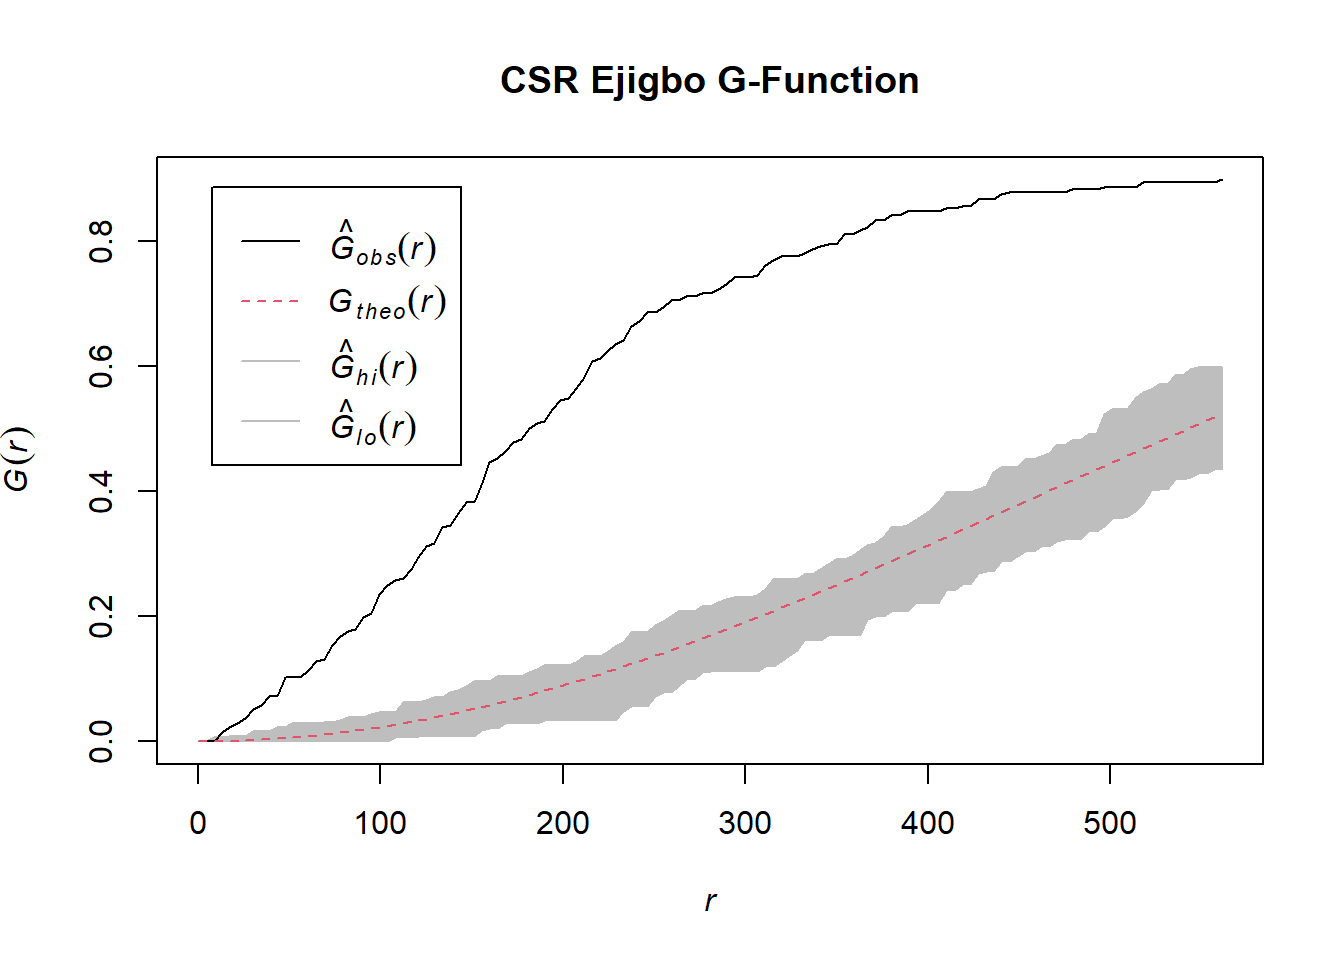 CSR Ejigbo G-Function
Ĝobs(r)
Gtheo(r)
Ĝhi(r)
Ĝlo(r)
G(r)
0.8
0.6
0.4
0.2
0.0
0 100 200 300 400 500
r